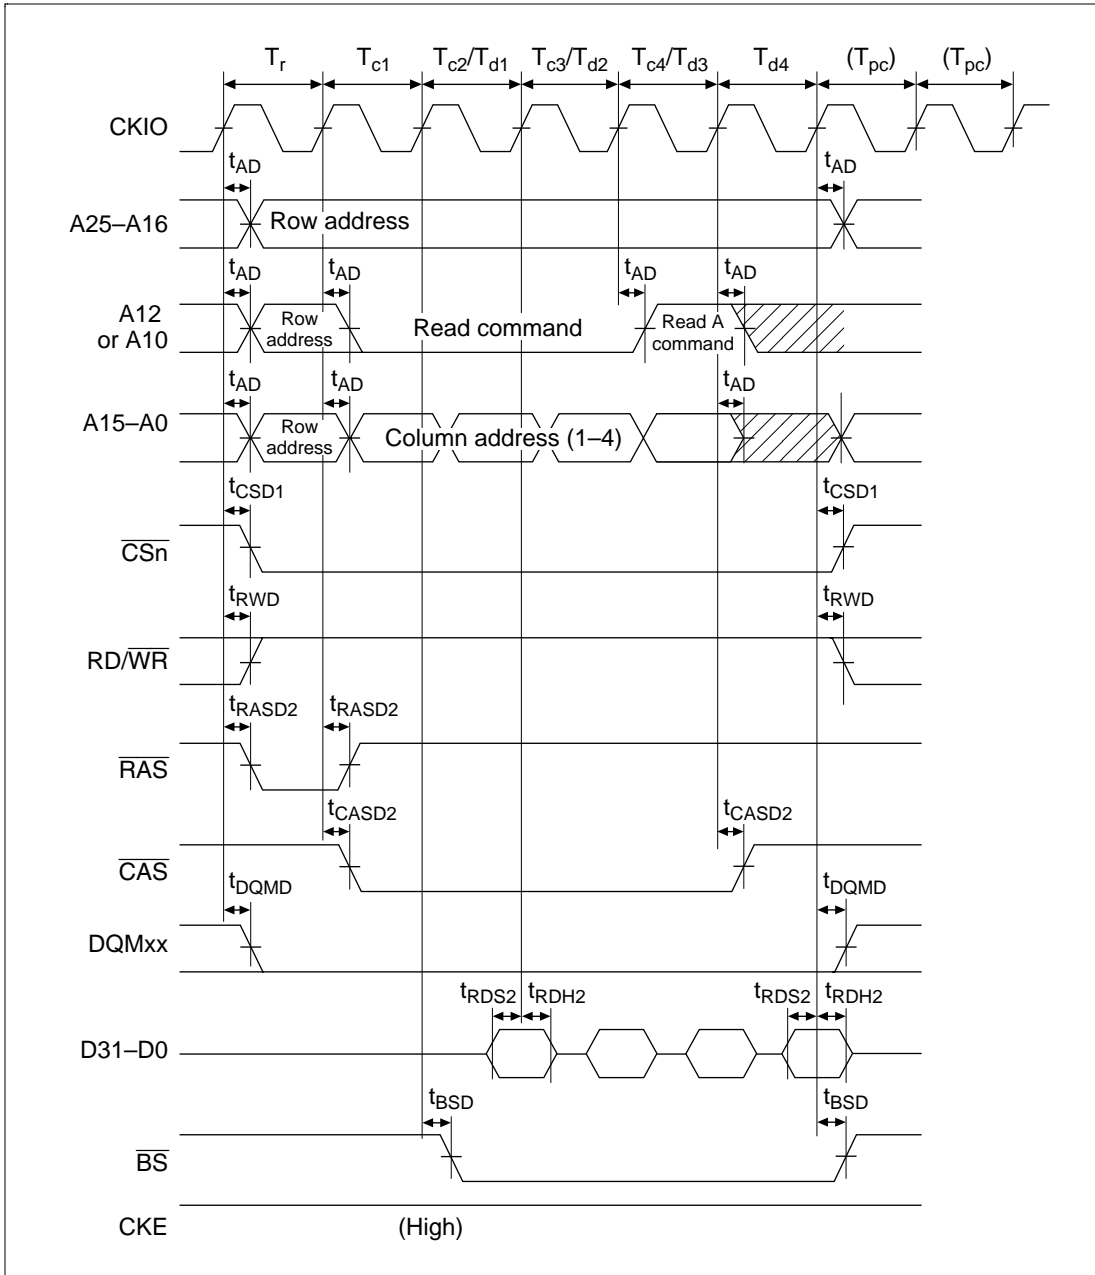 Tr Tc1 Tc2/Td1 Tc3/Td2 Tc4/Td3 Td4 (Tpc) (Tpc)
CKIO
tAD tAD
A25–A16 Row address
tAD tAD tAD tAD
A12 or A10 Row address Read command Read A command
tAD tAD tAD
A15–A0 Row address Column address (1–4)
tCSD1 tCSD1
CSn
tRWD tRWD
RD/WR
tRASD2 tRASD2
RAS
tCASD2 tCASD2
CAS
tDQMD tDQMD
DQMxx
tRDS2 tRDH2 tRDS2 tRDH2
D31–D0
tBSD tBSD
BS
CKE (High)